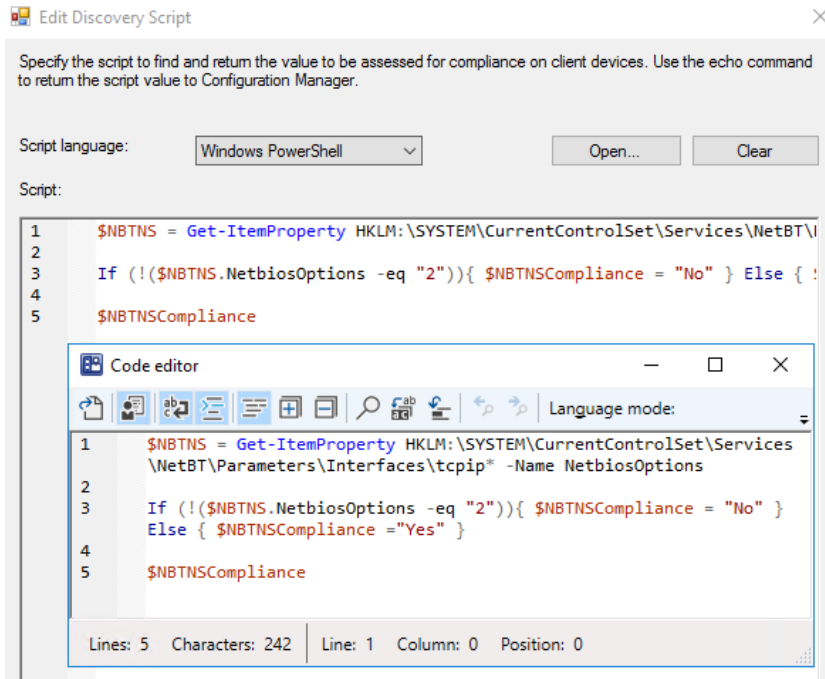 Edit Discovery Script
Specify the script to find and return the value to be assessed for compliance on client devices. Use the echo command
to return the script value to Configuration Manager.
Script language:
Windows PowerShell
Open...
Clear
Script:
1 $NBTNS = Get-ItemProperty HKLM:\SYSTEM\CurrentControlSet\Services\NetBT\
2
3 If (!($NBTNS.NetbiosOptions -eq "2")){ $NBTNSCompliance = "No" } Else {
4
5 $NBTNSCompliance
Code editor
Language mode:
1 $NBTNS = Get-ItemProperty HKLM:\SYSTEM\CurrentControlSet\Services
\NetBT\Parameters\Interfaces\tcpip* -Name NetbiosOptions
2
3 If (!($NBTNS.NetbiosOptions -eq "2")){ $NBTNSCompliance = "No" }
Else { $NBTNSCompliance ="Yes" }
4
5 $NBTNSCompliance
Lines: 5 Characters: 242 Line: 1 Column: 0 Position: 0